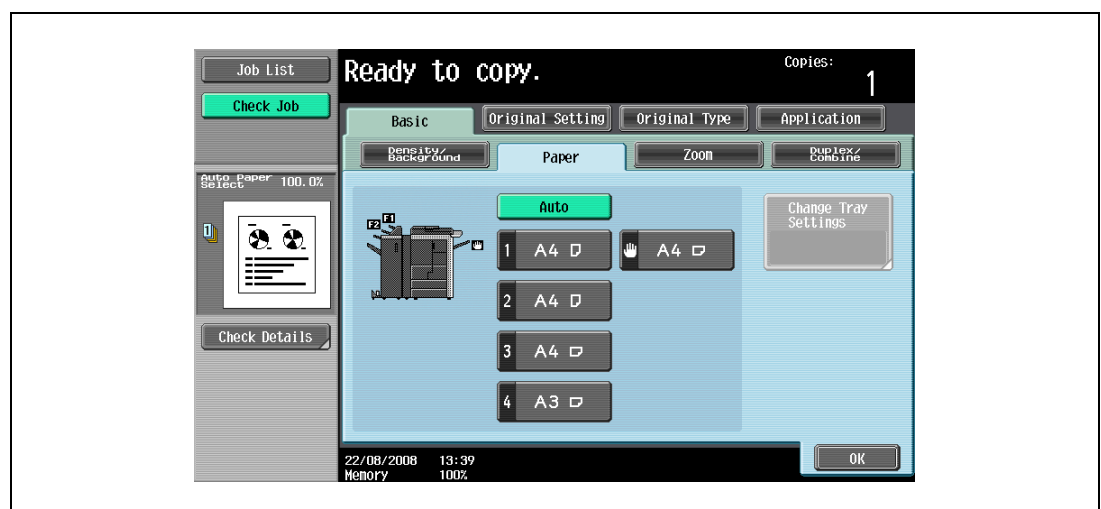 Job List
Check Job
Ready to copy.
Copies:
1
Basic
Original Setting
Original Type
Application
Density/
Background
Paper
Zoom
Duplex/
Combine
Auto Paper
Select
100.0%
1
Check Details
F2 F1
Auto
1 A4
A4
2 A4
3 A4
4 A3
Change Tray
Settings
22/08/2008 13:39
Memory 100%
OK